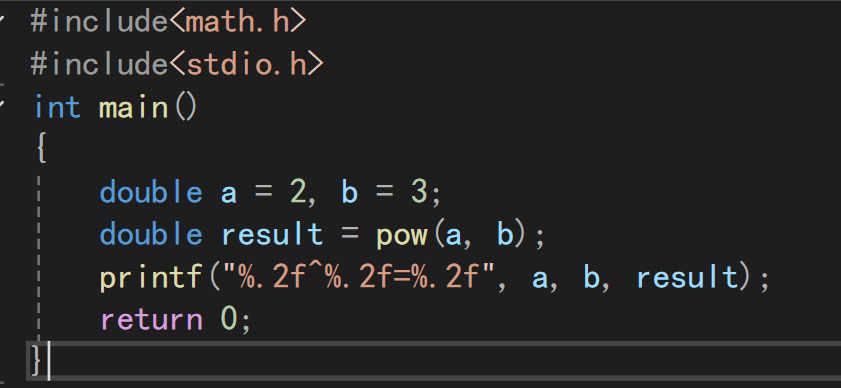 #include<math.h>
#include<stdio.h>
int main()
{
    double a = 2, b = 3;
    double result = pow(a, b);
    printf("%.2f^%.2f=%.2f", a, b, result);
    return 0;
}